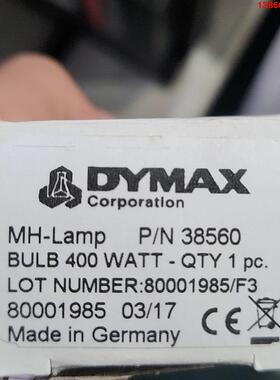 DYMAX
Corporation
MH-Lamp P/N 38560
BULB 400 WATT - QTY 1 pc.
LOT NUMBER:80001985/F3
80001985 03/17
Made in Germany